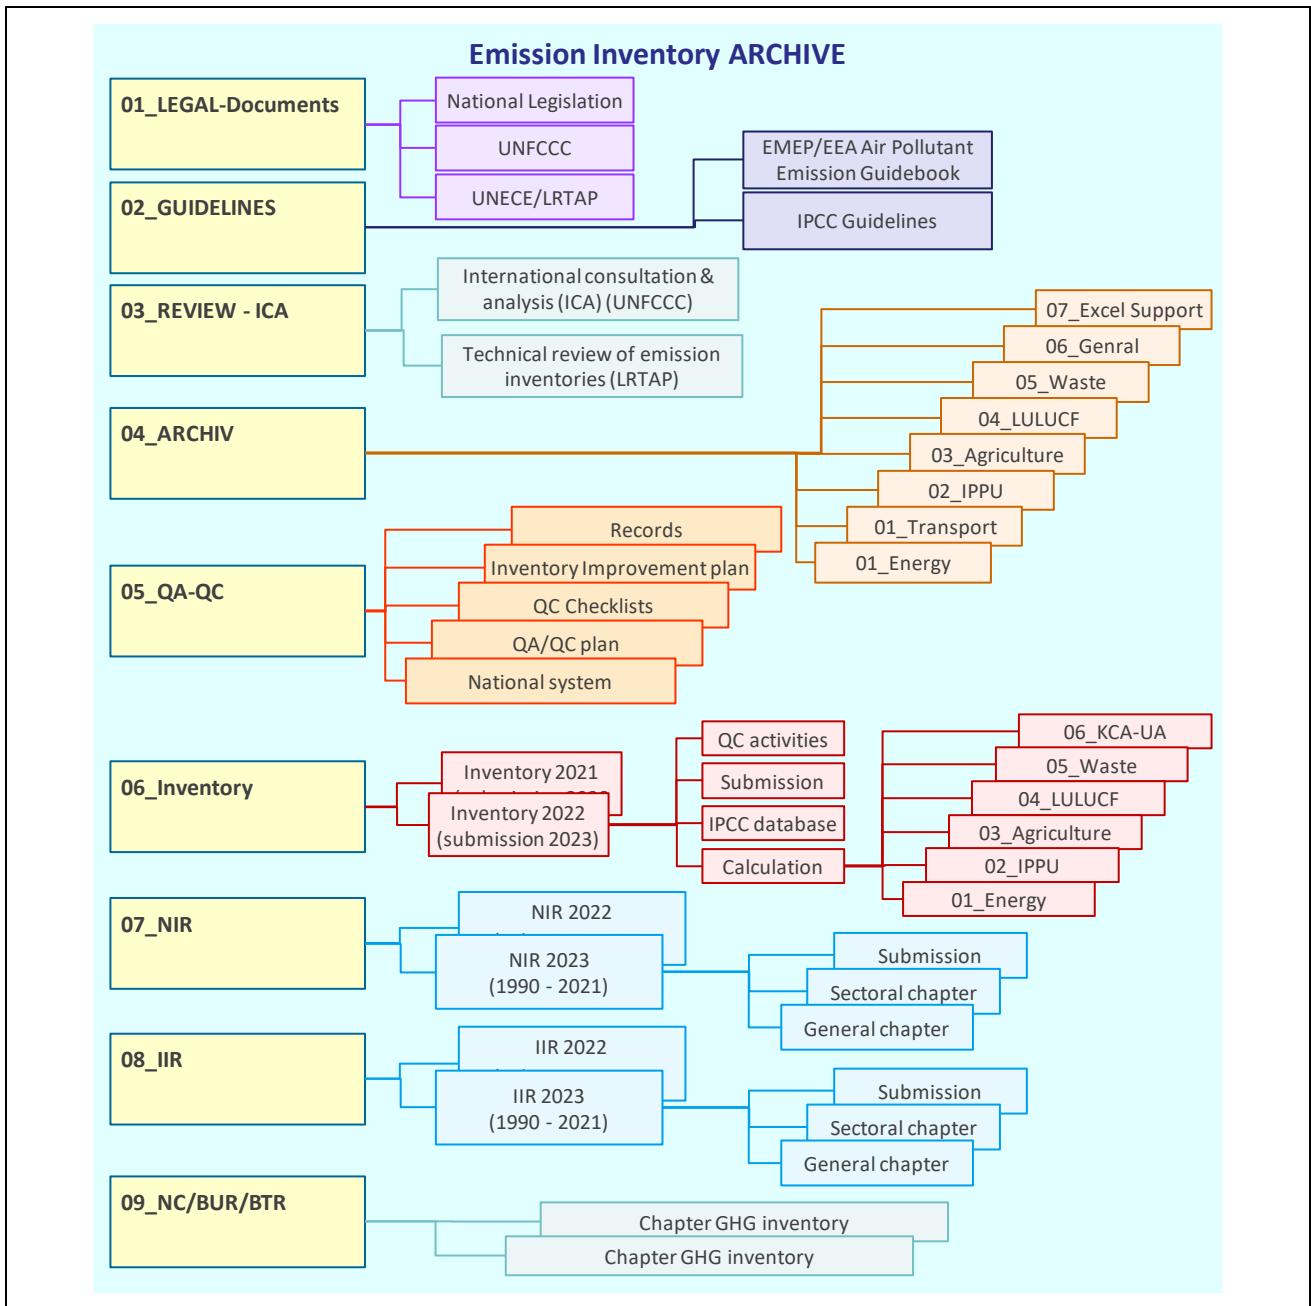 Emission Inventory ARCHIVE
01_LEGAL-Documents
National Legislation
UNFCCC
UNECE/LRTAP
02_GUIDELINES
EMEP/EEA Air Pollutant
Emission Guidebook
IPCC Guidelines
03_REVIEW - ICA
International consultation &
analysis (ICA) (UNFCCC)
Technical review of emission
inventories (LRTAP)
04_ARCHIV
07_Excel Support
06_Genral
05_Waste
04_LULUCF
03_Agriculture
02_IPPU
01_Transport
01_Energy
05_QA-QC
Records
Inventory Improvement plan
QC Checklists
QA/QC plan
National system
06_Inventory
Inventory 2021
Inventory 2022
(submission 2023)
QC activities
Submission
IPCC database
Calculation
06_KCA-UA
05_Waste
04_LULUCF
03_Agriculture
02_IPPU
01_Energy
07_NIR
NIR 2022
NIR 2023
(1990 - 2021)
Submission
Sectoral chapter
General chapter
08_IIR
IIR 2022
IIR 2023
(1990 - 2021)
Submission
Sectoral chapter
General chapter
09_NC/BUR/BTR
Chapter GHG inventory
Chapter GHG inventory